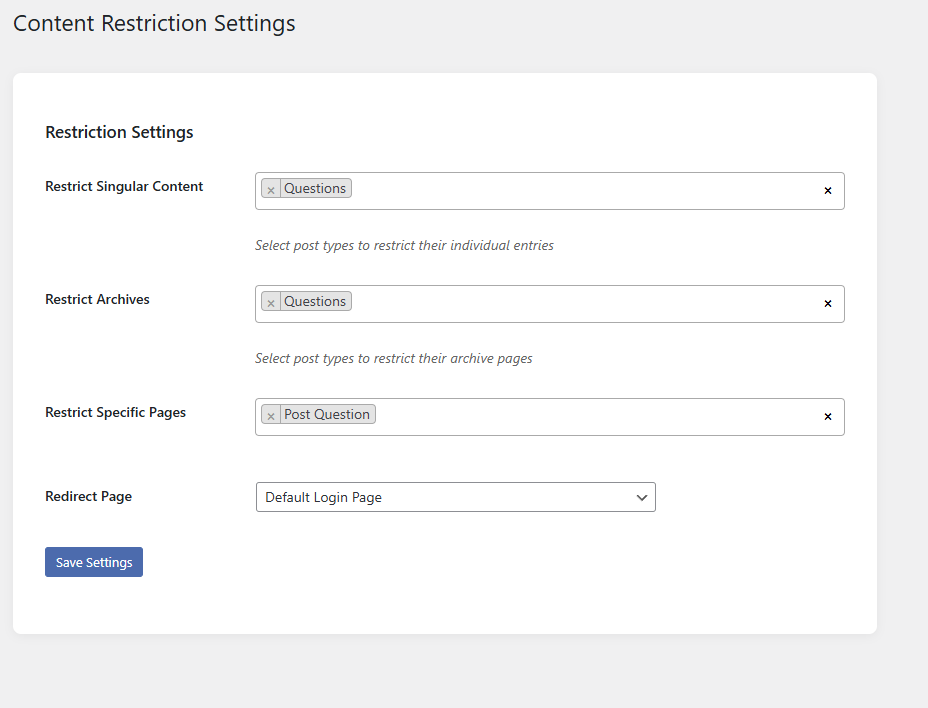 Content Restriction Settings
Restriction Settings
Restrict Singular Content
× Questions ×
Select post types to restrict their individual entries
Restrict Archives
× Questions ×
Select post types to restrict their archive pages
Restrict Specific Pages
× Post Question ×
Redirect Page
Default Login Page
Save Settings